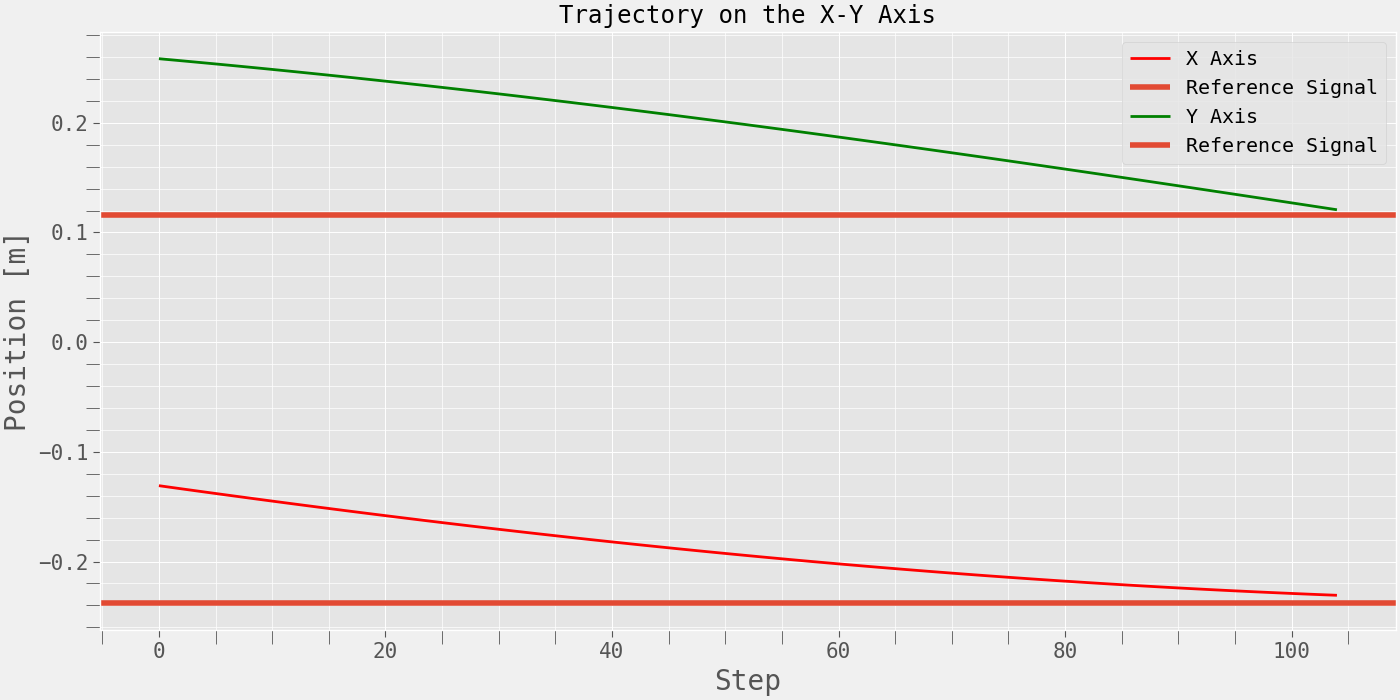 Trajectory on the X-Y Axis
X Axis
Reference Signal
Y Axis
Reference Signal
Position [m]
0.2
0.1
0.0
−0.1
−0.2
0 20 40 60 80 100
Step